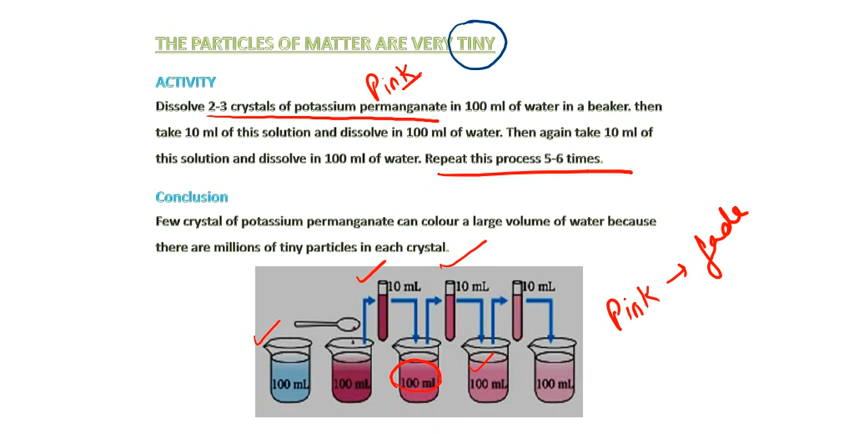 THE PARTICLES OF MATTER ARE VERY TINY
ACTIVITY
Pink
Dissolve 2-3 crystals of potassium permanganate in 100 ml of water in a beaker. then
take 10 ml of this solution and dissolve in 100 ml of water. Then again take 10 ml of
this solution and dissolve in 100 ml of water. Repeat this process 5-6 times.
Conclusion
Few crystal of potassium permanganate can colour a large volume of water because
there are millions of tiny particles in each crystal.
Pink → fade
10 mL 10 mL 10 mL
100 mL 100 mL 100 mL 100 mL 100 mL